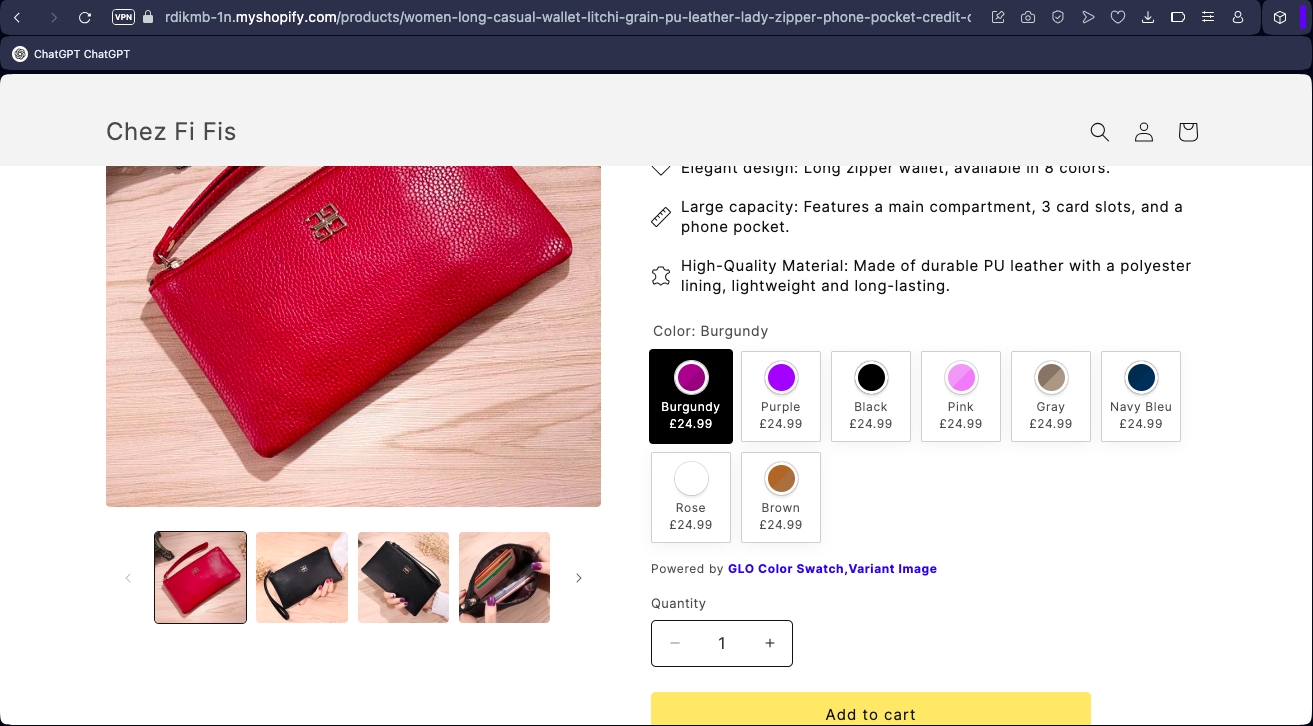 VPN
rdikmb-1n.myshopify.com/products/women-long-casual-wallet-litchi-grain-pu-leather-lady-zipper-phone-pocket-credit-c
ChatGPT ChatGPT
Chez Fi Fis
Elegant design: Long zipper wallet, available in 8 colors.
Large capacity: Features a main compartment, 3 card slots, and a
phone pocket.
High-Quality Material: Made of durable PU leather with a polyester
lining, lightweight and long-lasting.
Color: Burgundy
Burgundy
£24.99
Purple
£24.99
Black
£24.99
Pink
£24.99
Gray
£24.99
Navy Bleu
£24.99
Rose
£24.99
Brown
£24.99
Powered by GLO Color Swatch,Variant Image
Quantity
− 1 +
Add to cart